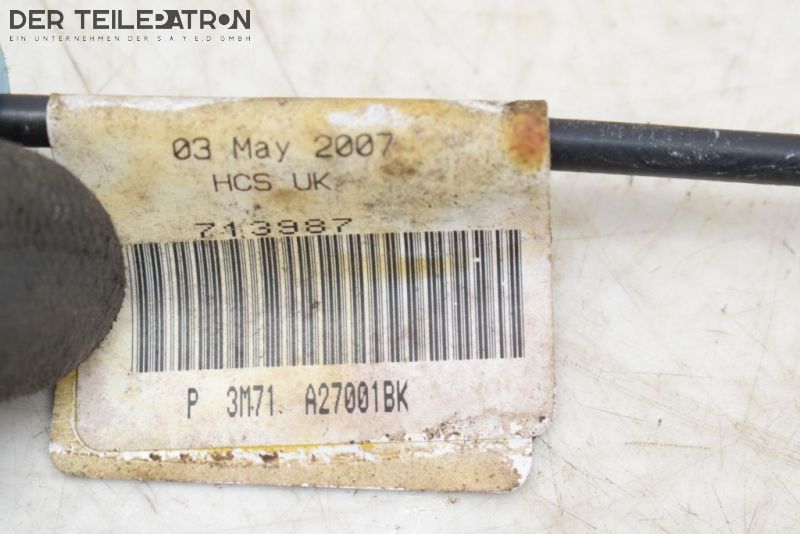 DER TEILEPATRON
EIN UNTERNEHMEN DER S A Y E.D GMBH
03 May 2007
HCS UK
713987
P 3M71 A27001BK